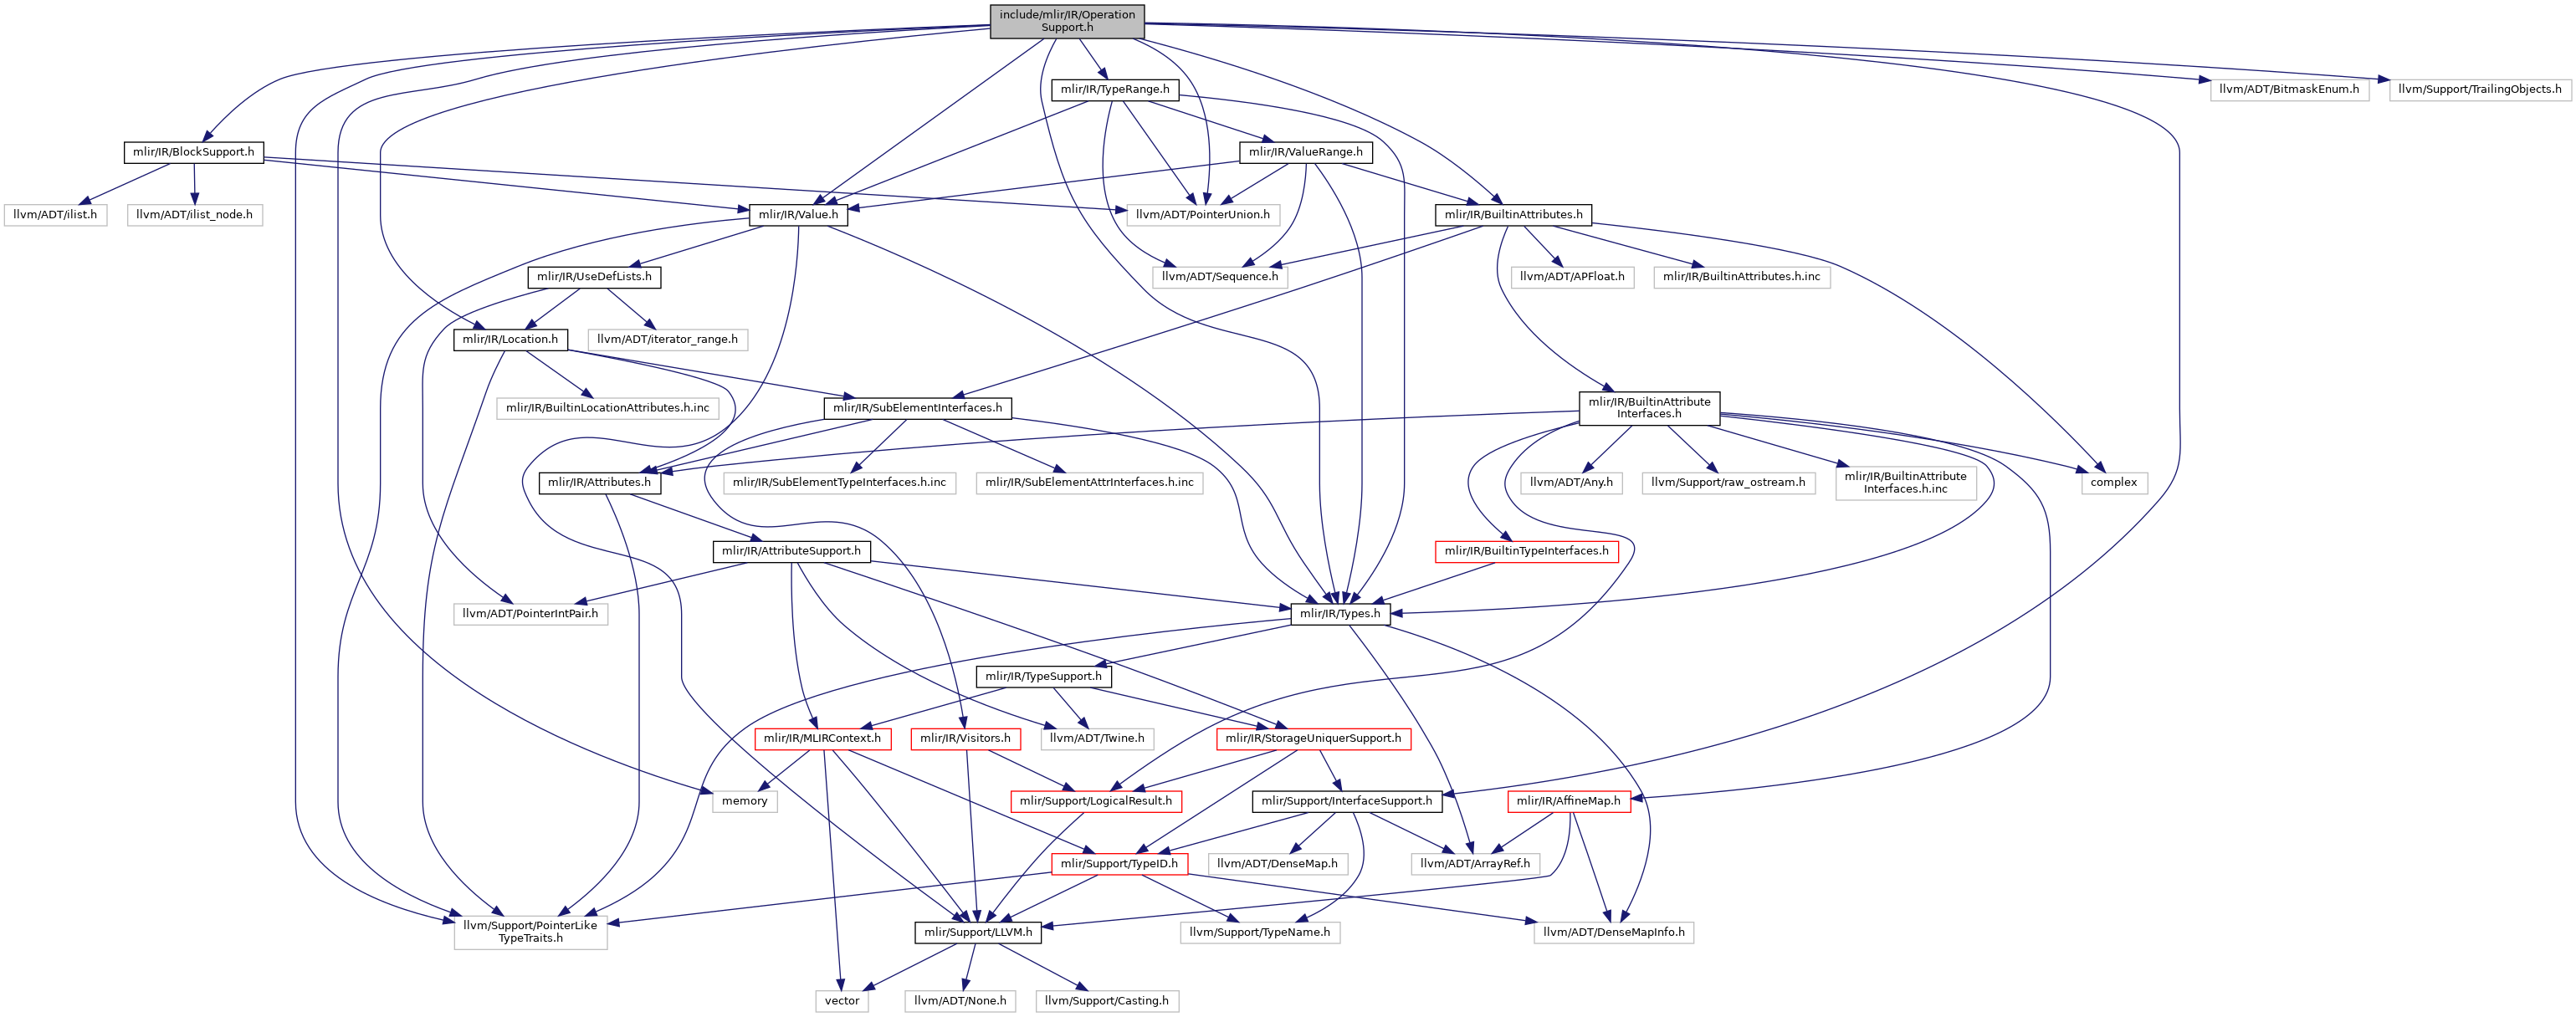 include/mlir/IR/Operation
Support.h
mlir/IR/TypeRange.h
llvm/ADT/BitmaskEnum.h
llvm/Support/TrailingObjects.h
mlir/IR/BlockSupport.h
mlir/IR/ValueRange.h
llvm/ADT/ilist.h
llvm/ADT/ilist_node.h
mlir/IR/Value.h
llvm/ADT/PointerUnion.h
mlir/IR/BuiltinAttributes.h
mlir/IR/UseDefLists.h
llvm/ADT/Sequence.h
llvm/ADT/APFloat.h
mlir/IR/BuiltinAttributes.h.inc
mlir/IR/Location.h
llvm/ADT/iterator_range.h
mlir/IR/BuiltinLocationAttributes.h.inc
mlir/IR/SubElementInterfaces.h
mlir/IR/BuiltinAttribute
Interfaces.h
mlir/IR/Attributes.h
mlir/IR/SubElementTypeInterfaces.h.inc
mlir/IR/SubElementAttrInterfaces.h.inc
llvm/ADT/Any.h
llvm/Support/raw_ostream.h
mlir/IR/BuiltinAttribute
Interfaces.h.inc
complex
mlir/IR/AttributeSupport.h
mlir/IR/BuiltinTypeInterfaces.h
llvm/ADT/PointerIntPair.h
mlir/IR/Types.h
mlir/IR/TypeSupport.h
mlir/IR/MLIRContext.h
mlir/IR/Visitors.h
llvm/ADT/Twine.h
mlir/IR/StorageUniquerSupport.h
memory
mlir/Support/LogicalResult.h
mlir/Support/InterfaceSupport.h
mlir/IR/AffineMap.h
mlir/Support/TypeID.h
llvm/ADT/DenseMap.h
llvm/ADT/ArrayRef.h
llvm/Support/PointerLike
TypeTraits.h
mlir/Support/LLVM.h
llvm/Support/TypeName.h
llvm/ADT/DenseMapInfo.h
vector
llvm/ADT/None.h
llvm/Support/Casting.h